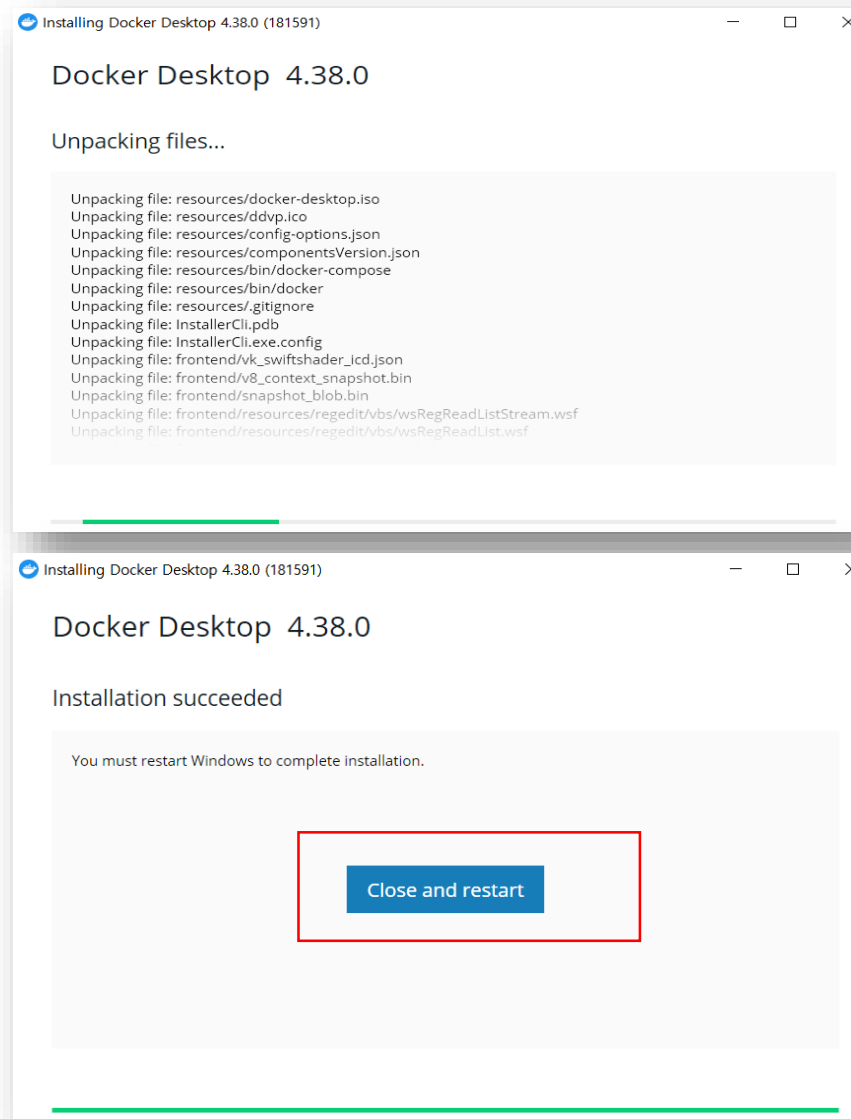 Installing Docker Desktop 4.38.0 (181591)
Docker Desktop 4.38.0
Unpacking files...
Unpacking file: resources/docker-desktop.iso
Unpacking file: resources/ddvp.ico
Unpacking file: resources/config-options.json
Unpacking file: resources/componentsVersion.json
Unpacking file: resources/bin/docker-compose
Unpacking file: resources/bin/docker
Unpacking file: resources/.gitignore
Unpacking file: InstallerCli.pdb
Unpacking file: InstallerCli.exe.config
Unpacking file: frontend/vk_swiftshader_icd.json
Unpacking file: frontend/v8_context_snapshot.bin
Unpacking file: frontend/snapshot_blob.bin
Unpacking file: frontend/resources/regedit/vbs/wsRegReadListStream.wsf
Unpacking file: frontend/resources/regedit/vbs/wsRegReadList.wsf
Installing Docker Desktop 4.38.0 (181591)
Docker Desktop 4.38.0
Installation succeeded
You must restart Windows to complete installation.
Close and restart